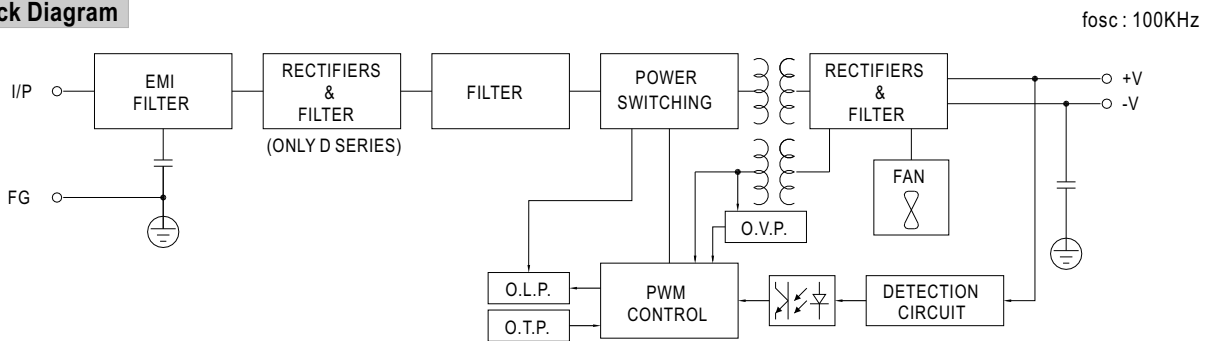 ck Diagram
fosc : 100KHz
I/P
EMI
FILTER
RECTIFIERS
&
FILTER
(ONLY D SERIES)
FILTER
POWER
SWITCHING
RECTIFIERS
&
FILTER
+V
-V
FG
FAN
O.V.P.
O.L.P.
O.T.P.
PWM
CONTROL
DETECTION
CIRCUIT